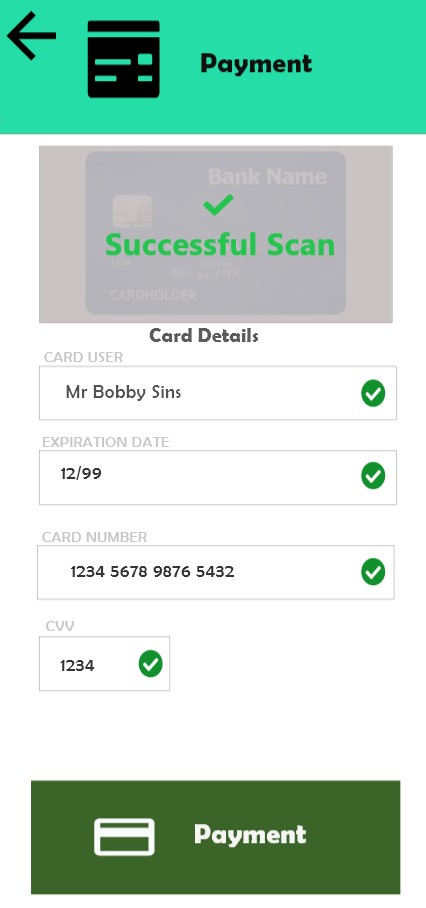 Payment
Bank Name
Successful Scan
1234
12/99
CARDHOLDER
Card Details
CARD USER
Mr Bobby Sins
EXPIRATION DATE
12/99
CARD NUMBER
1234 5678 9876 5432
CVV
1234
Payment